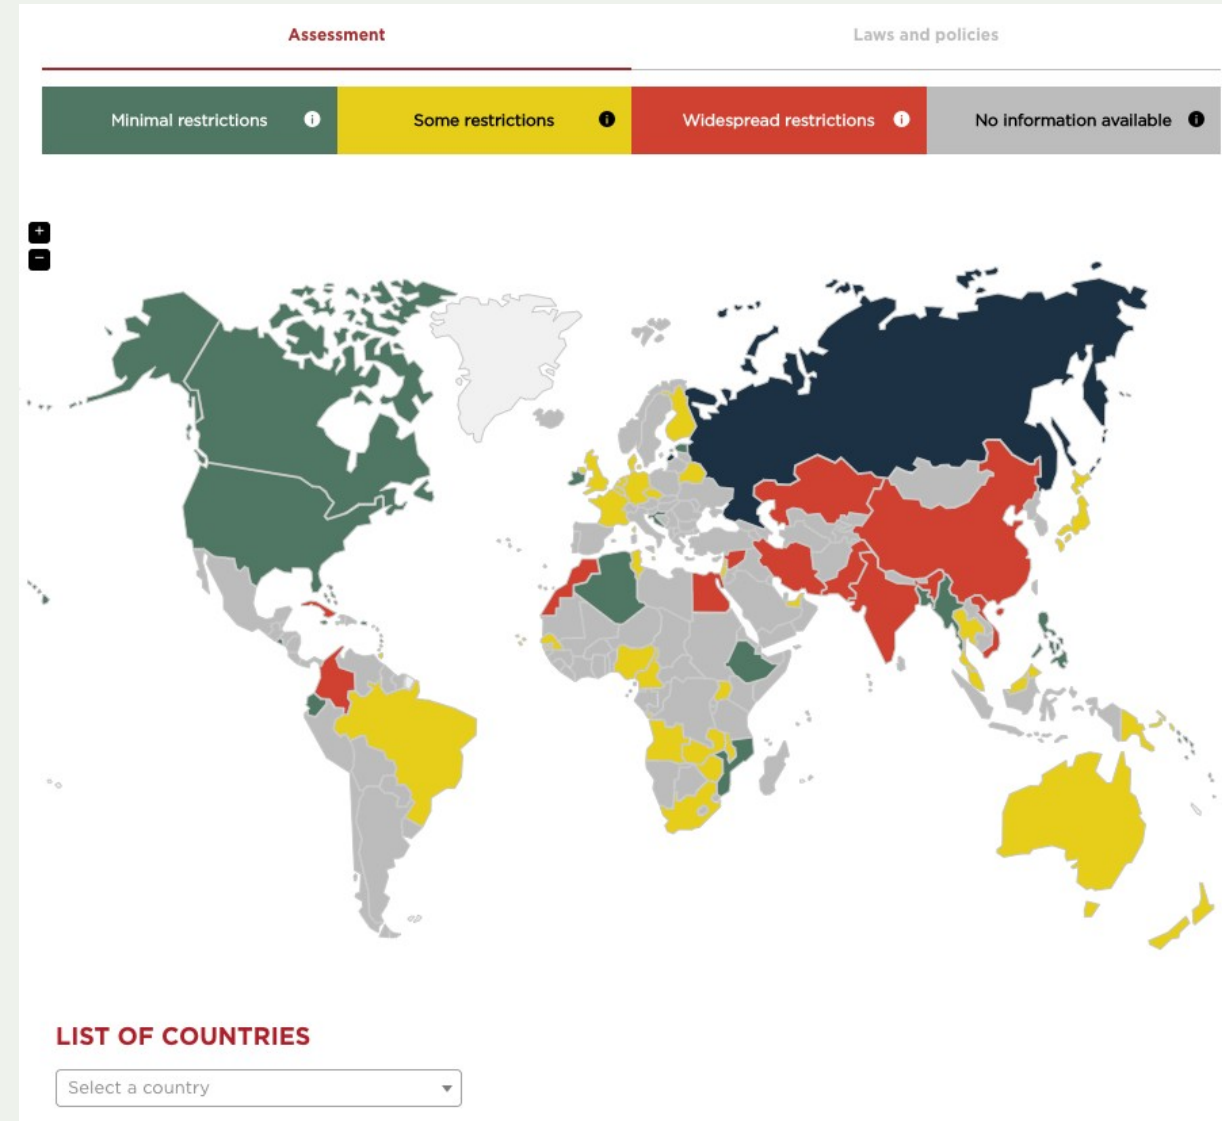 Assessment
Laws and policies
Minimal restrictions
Some restrictions
Widespread restrictions
No information available
+
−
LIST OF COUNTRIES
Select a country